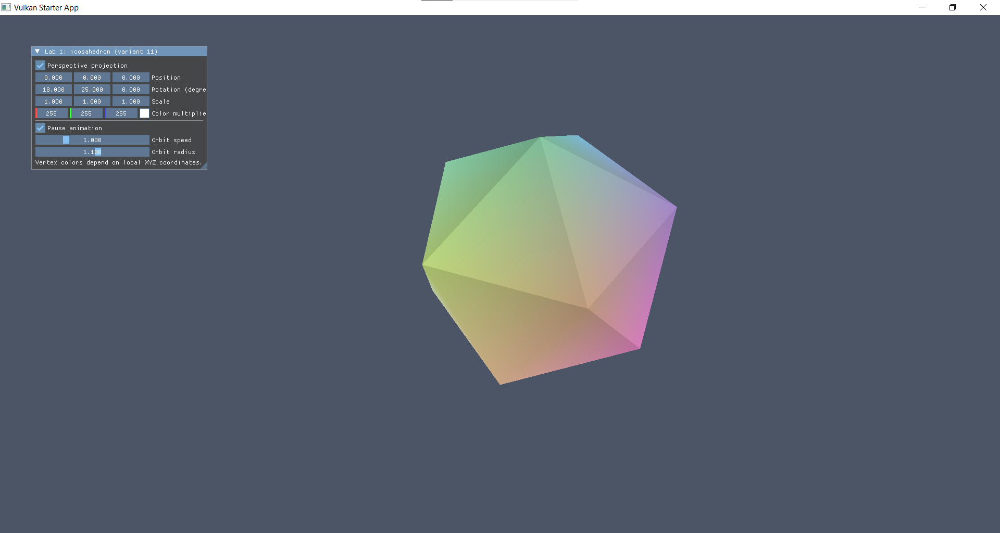 Vulkan Starter App
Lab 1: icosahedron (variant 11)
Perspective projection
0.000 0.000 0.000 Position
18.000 25.000 0.000 Rotation (degre
1.000 1.000 1.000 Scale
255 255 255 Color multiplie
Pause animation
1.000 Orbit speed
1.100 Orbit radius
Vertex colors depend on local XYZ coordinates.